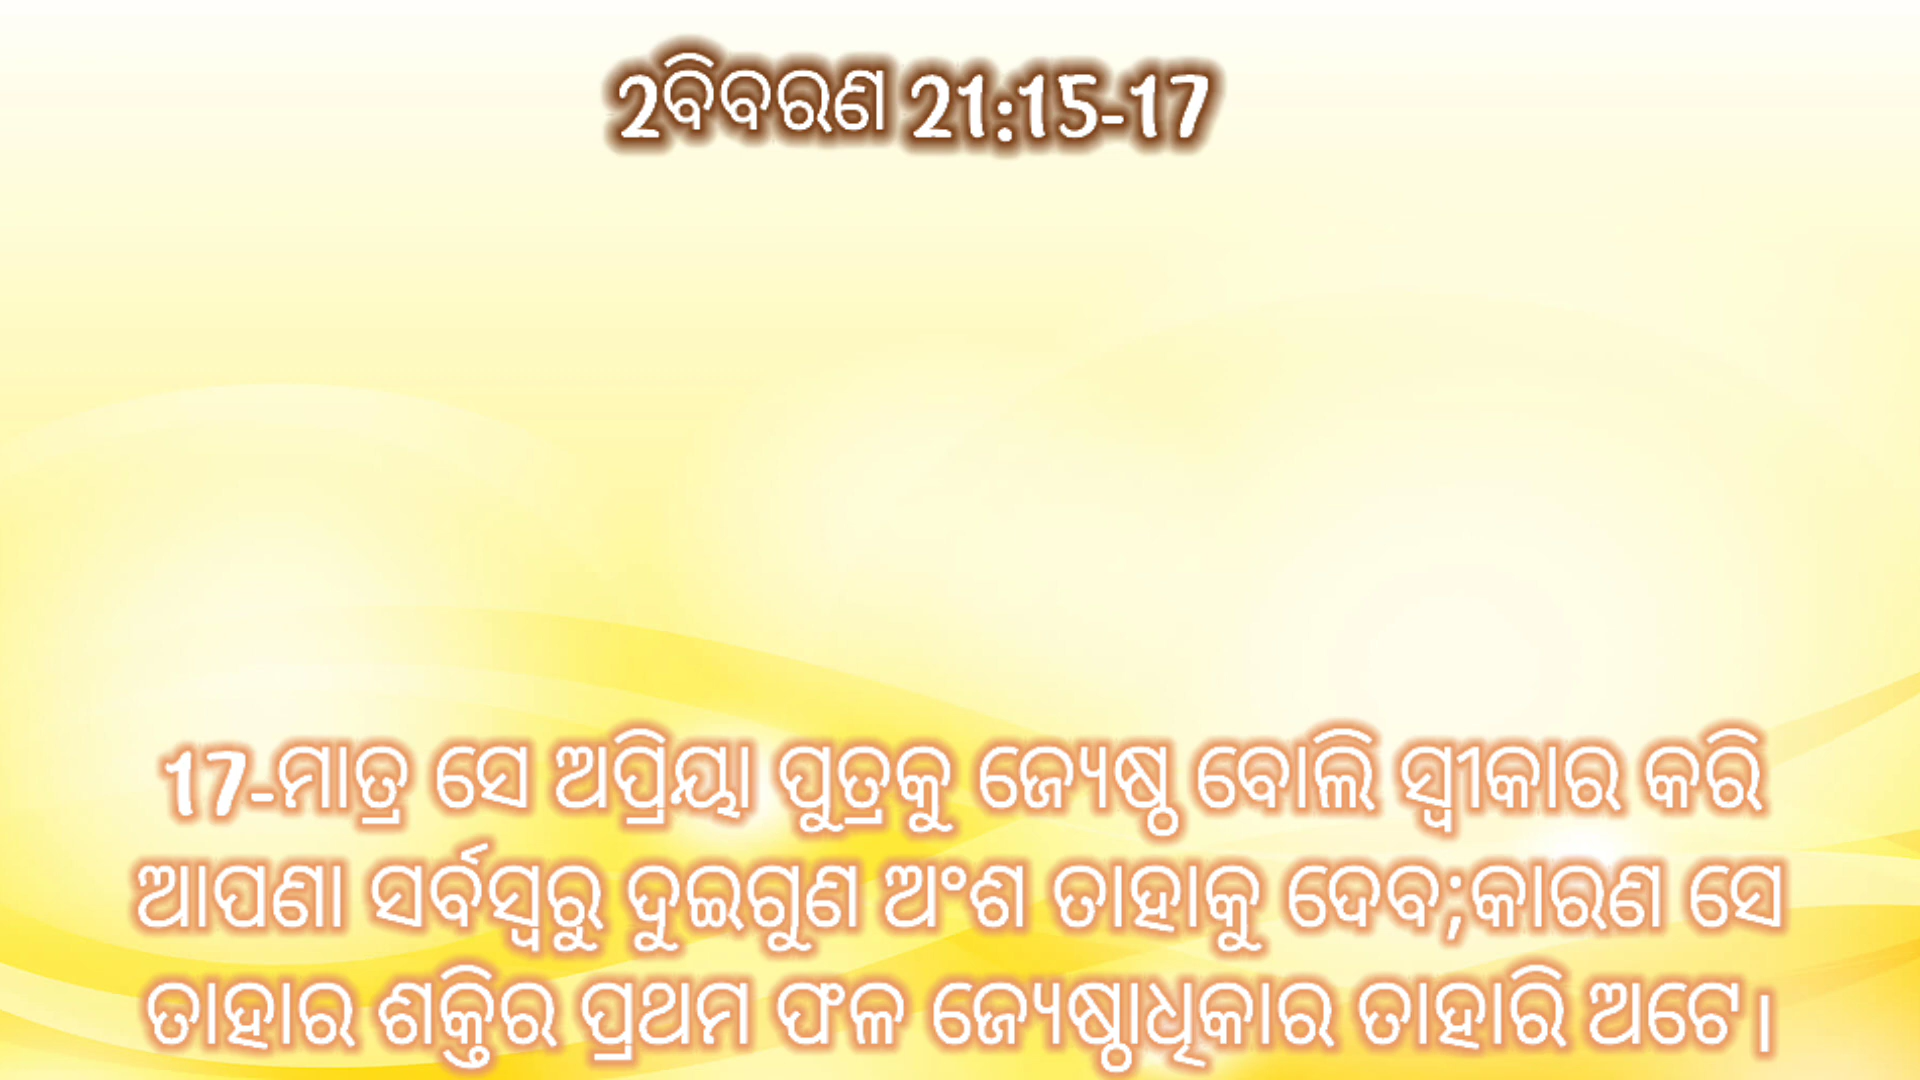 2ବିବରଣ 21:15-17
17-ମାତ୍ର ସେ ଅପ୍ରିୟା ପୁତ୍ରକୁ ଜ୍ୟେଷ୍ଠ ବୋଲି ସ୍ୱୀକାର କରି
ଆପଣା ସର୍ବସ୍ୱରୁ ଦୁଇଗୁଣ ଅଂଶ ତାହାକୁ ଦେବ;କାରଣ ସେ
ତାହାର ଶକ୍ତିର ପ୍ରଥମ ଫଳ ଜ୍ୟେଷ୍ଠାଧିକାର ତାହାରି ଅଟେ।